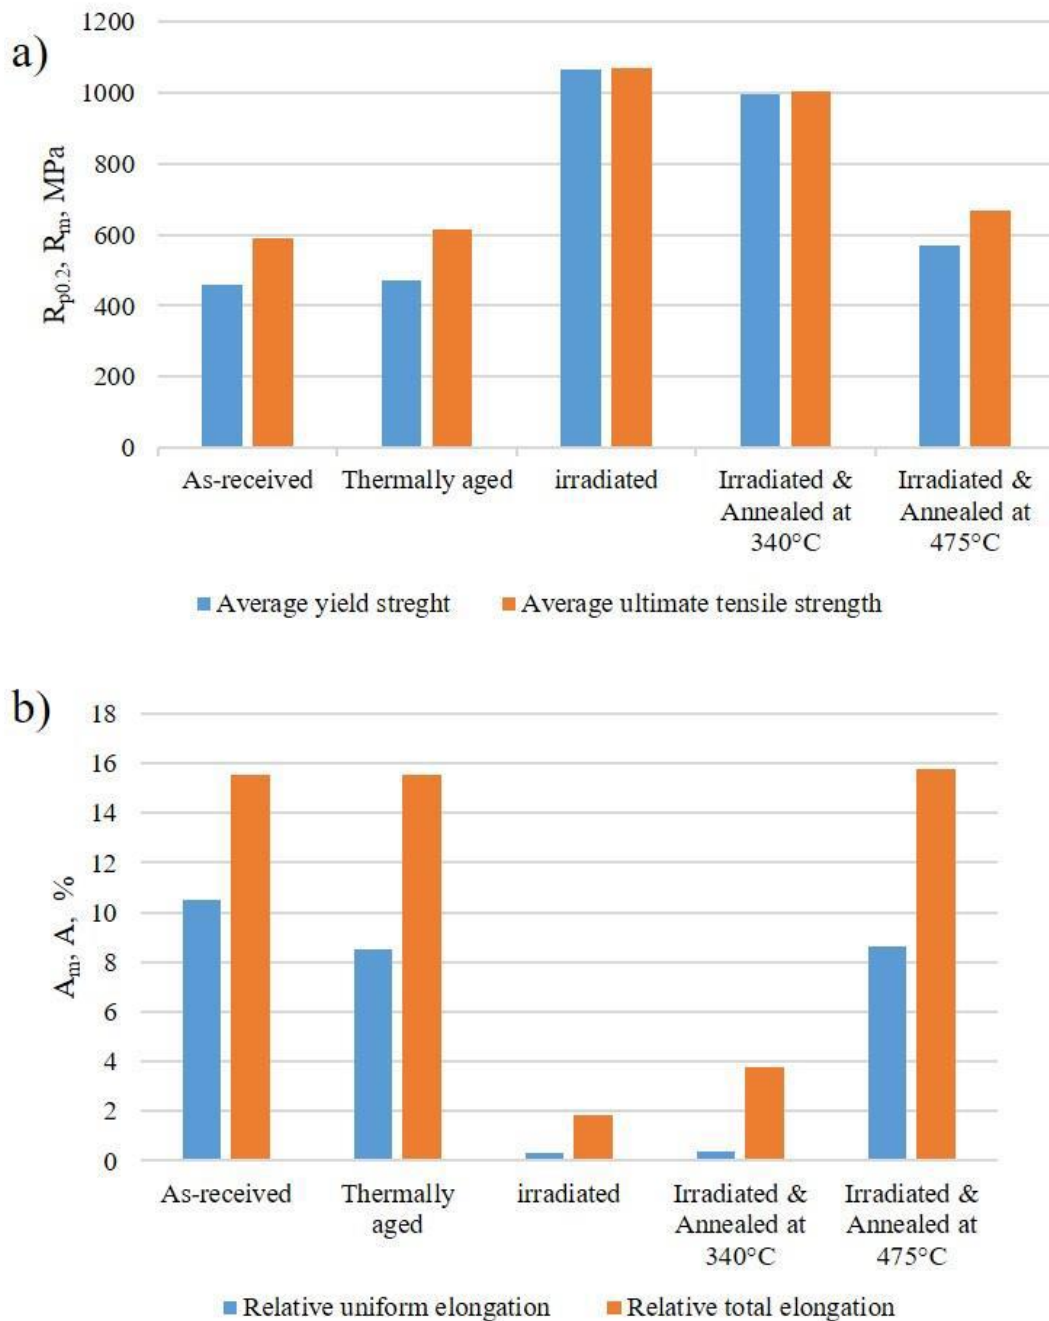 a)
R_p0.2, R_m, MPa
1200
1000
800
600
400
200
0
As-received
Thermally aged
irradiated
Irradiated &
Annealed at
340°C
Irradiated &
Annealed at
475°C
Average yield streght
Average ultimate tensile strength
b)
A_m, A, %
18
16
14
12
10
8
6
4
2
0
As-received
Thermally
aged
irradiated
Irradiated &
Annealed at
340°C
Irradiated &
Annealed at
475°C
Relative uniform elongation
Relative total elongation